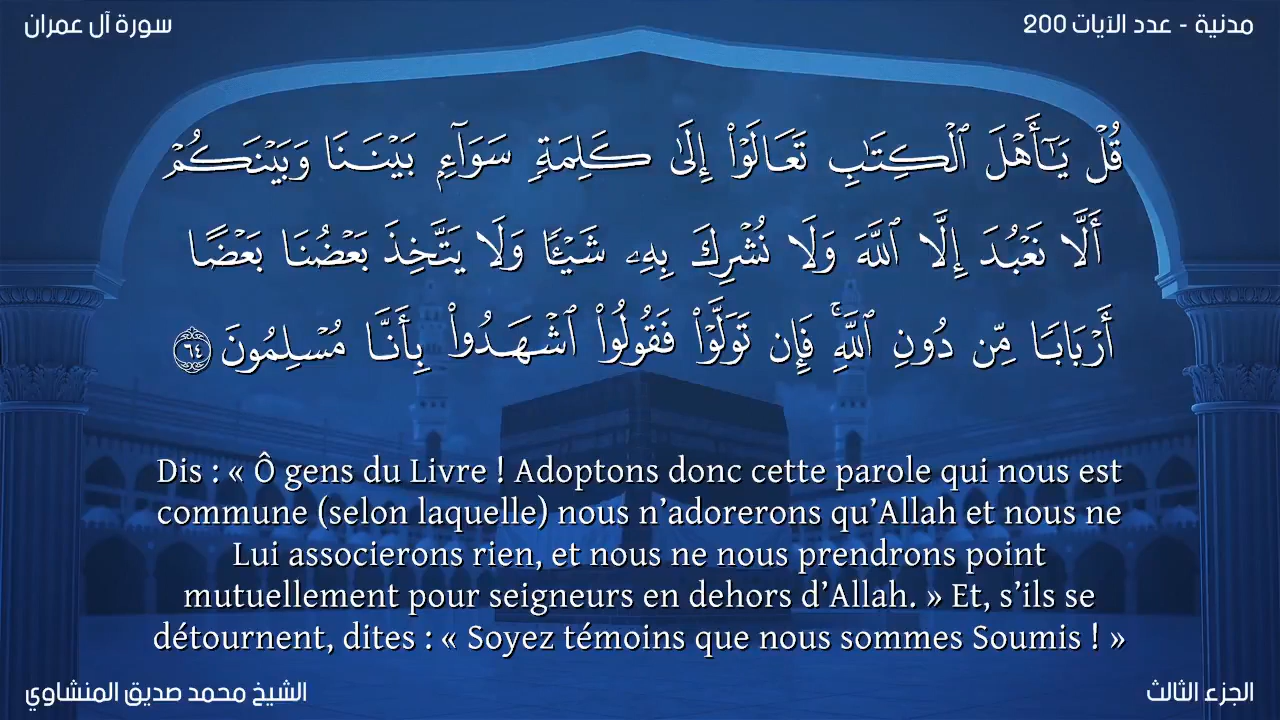 سورة آل عمران
مدنية - عدد الآيات 200
قُلْ يَـٰٓأَهْلَ ٱلْكِتَـٰبِ تَعَالَوْا۟ إِلَىٰ كَلِمَةٍ سَوَآءٍۭ بَيْنَنَا وَبَيْنَكُمْ
أَلَّا نَعْبُدَ إِلَّا ٱللَّهَ وَلَا نُشْرِكَ بِهِۦ شَيْـًٔا وَلَا يَتَّخِذَ بَعْضُنَا بَعْضًا
أَرْبَابًا مِّن دُونِ ٱللَّهِ ۚ فَإِن تَوَلَّوْا۟ فَقُولُوا۟ ٱشْهَدُوا۟ بِأَنَّا مُسْلِمُونَ ٦٤
Dis : « Ô gens du Livre ! Adoptons donc cette parole qui nous est
commune (selon laquelle) nous n’adorerons qu’Allah et nous ne
Lui associerons rien, et nous ne nous prendrons point
mutuellement pour seigneurs en dehors d’Allah. » Et, s’ils se
détournent, dites : « Soyez témoins que nous sommes Soumis ! »
الشيخ محمد صديق المنشاوي
الجزء الثالث